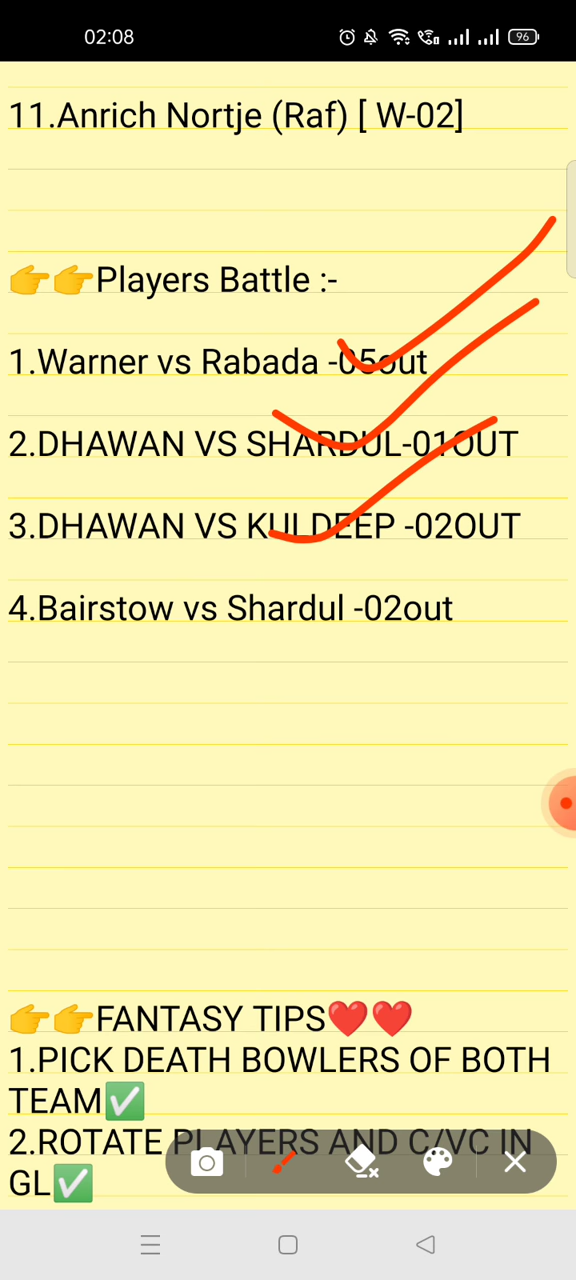 02:08
96
11.Anrich Nortje (Raf) [ W-02]
👉👉Players Battle :-
1.Warner vs Rabada -05out
2.DHAWAN VS SHARDUL-01OUT
3.DHAWAN VS KULDEEP -02OUT
4.Bairstow vs Shardul -02out
👉👉FANTASY TIPS❤️❤️
1.PICK DEATH BOWLERS OF BOTH
TEAM✅
2.ROTATE PLAYERS AND C/VC IN
GL✅